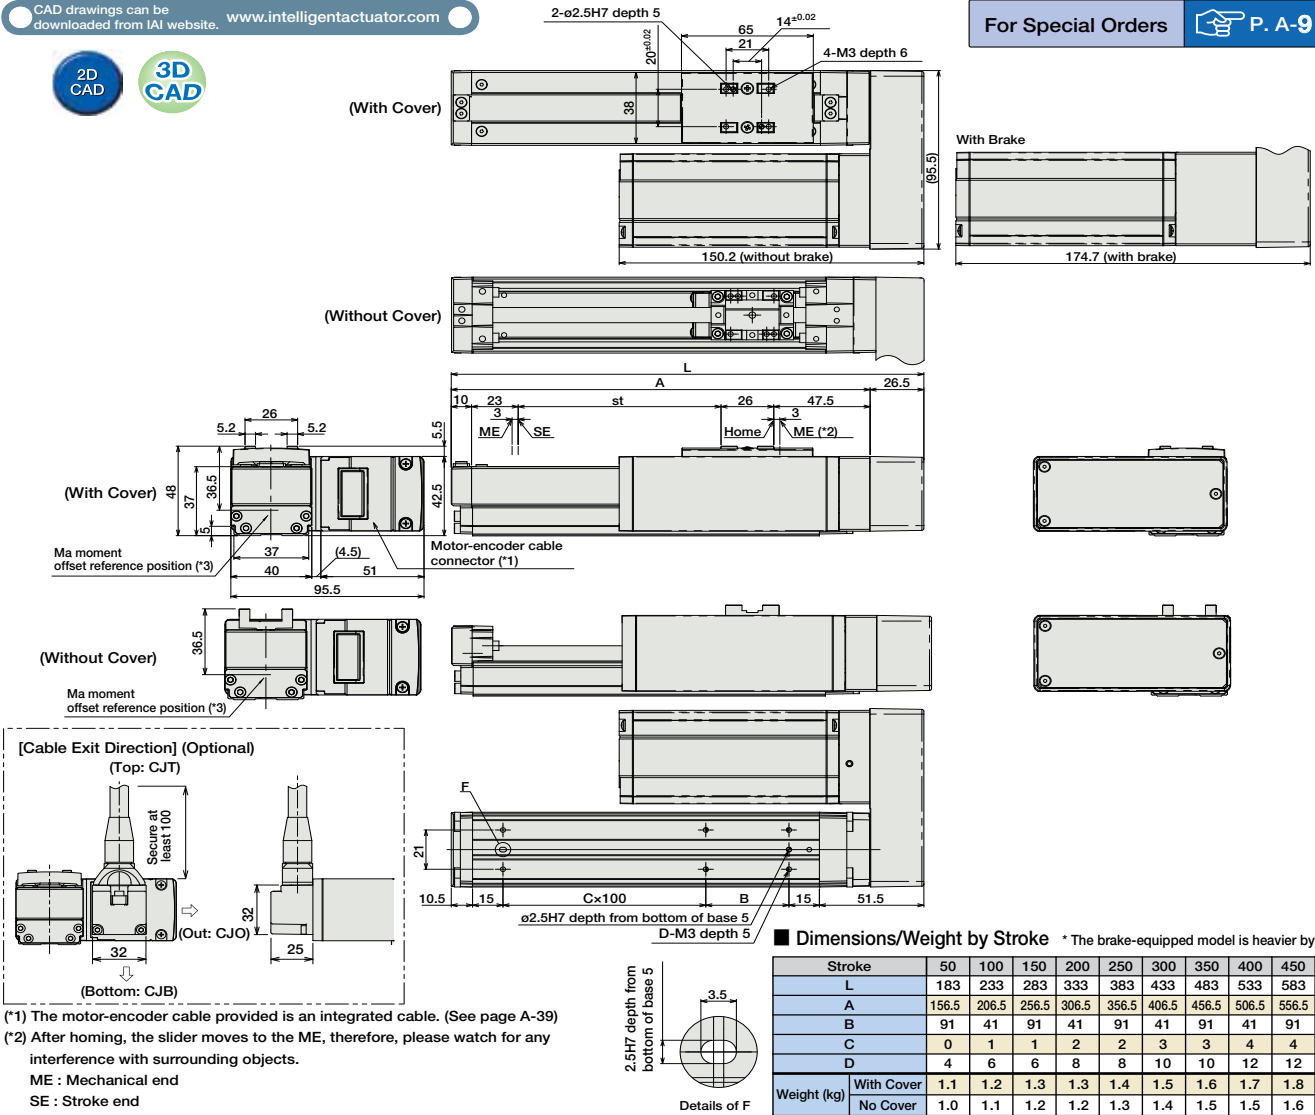 CAD drawings can be
downloaded from IAI website. www.intelligentactuator.com
For Special Orders P. A-9
2D
CAD
3D
CAD
2-ø2.5H7 depth 5
14±0.02
65
21
20±0.02
4-M3 depth 6
(With Cover)
38
(95.5)
With Brake
150.2 (without brake)
174.7 (with brake)
(Without Cover)
L
A
26.5
10
23
st
26
47.5
3
3
ME
SE
Home
ME (*2)
26
5.2
5.2
5.5
(With Cover)
48
37
36.5
5
42.5
Ma moment
offset reference position (*3)
37
(4.5)
40
51
95.5
Motor-encoder cable
connector (*1)
(Without Cover)
36.5
Ma moment
offset reference position (*3)
[Cable Exit Direction] (Optional)
(Top: CJT)
Secure at
least 100
(Out: CJO)
32
32
25
(Bottom: CJB)
F
21
10.5
15
C×100
B
15
51.5
ø2.5H7 depth from bottom of base 5
D-M3 depth 5
(*1) The motor-encoder cable provided is an integrated cable. (See page A-39)
(*2) After homing, the slider moves to the ME, therefore, please watch for any
interference with surrounding objects.
ME : Mechanical end
SE : Stroke end
2.5H7 depth from
bottom of base 5
3.5
Details of F
■ Dimensions/Weight by Stroke * The brake-equipped model is heavier by
Stroke 50 100 150 200 250 300 350 400 450
L 183 233 283 333 383 433 483 533 583
A 156.5 206.5 256.5 306.5 356.5 406.5 456.5 506.5 556.5
B 91 41 91 41 91 41 91 41 91
C 0 1 1 2 2 3 3 4 4
D 4 6 6 8 8 10 10 12 12
Weight (kg) With Cover 1.1 1.2 1.3 1.3 1.4 1.5 1.6 1.7 1.8
No Cover 1.0 1.1 1.2 1.2 1.3 1.4 1.5 1.5 1.6